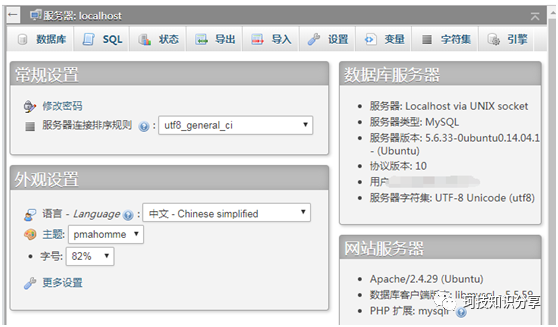 服务器: localhost
数据库 SQL 状态 导出 导入 设置 变量 字符集 引擎
常规设置
修改密码
服务器连接排序规则 : utf8_general_ci
外观设置
语言 - Language : 中文 - Chinese simplified
主题: pmahomme
字号: 82%
更多设置
数据库服务器
服务器: Localhost via UNIX socket
服务器类型: MySQL
服务器版本: 5.6.33-0ubuntu0.14.04.1
- (Ubuntu)
协议版本: 10
用户
服务器字符集: UTF-8 Unicode (utf8)
网站服务器
Apache/2.4.29 (Ubuntu)
数据库客户端版本: libmysql - 5.5.59
PHP 扩展: mysqli
知识分享